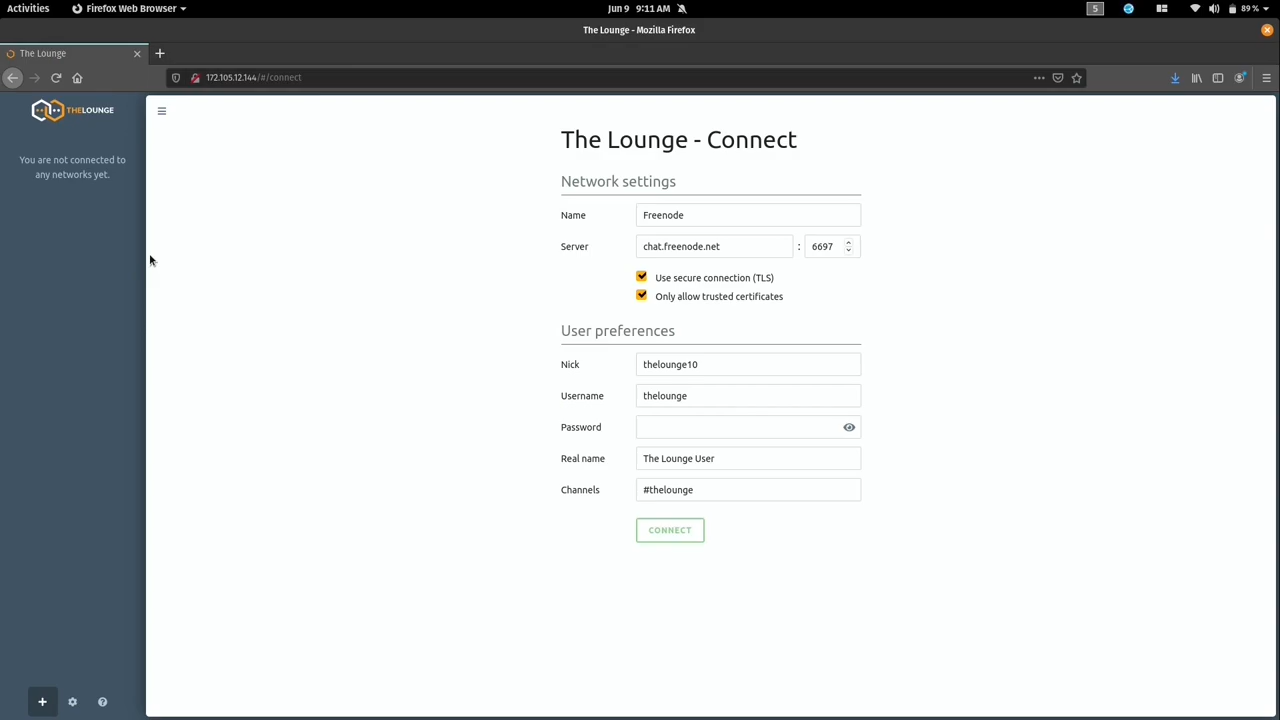 Activities
Firefox Web Browser
Jun 9 9:11 AM
5
89 %
The Lounge - Mozilla Firefox
The Lounge
172.105.12.144/#/connect
THELOUNGE
You are not connected to
any networks yet.
The Lounge - Connect
Network settings
Name
Freenode
Server
chat.freenode.net
:
6697
Use secure connection (TLS)
Only allow trusted certificates
User preferences
Nick
thelounge10
Username
thelounge
Password
Real name
The Lounge User
Channels
#thelounge
CONNECT